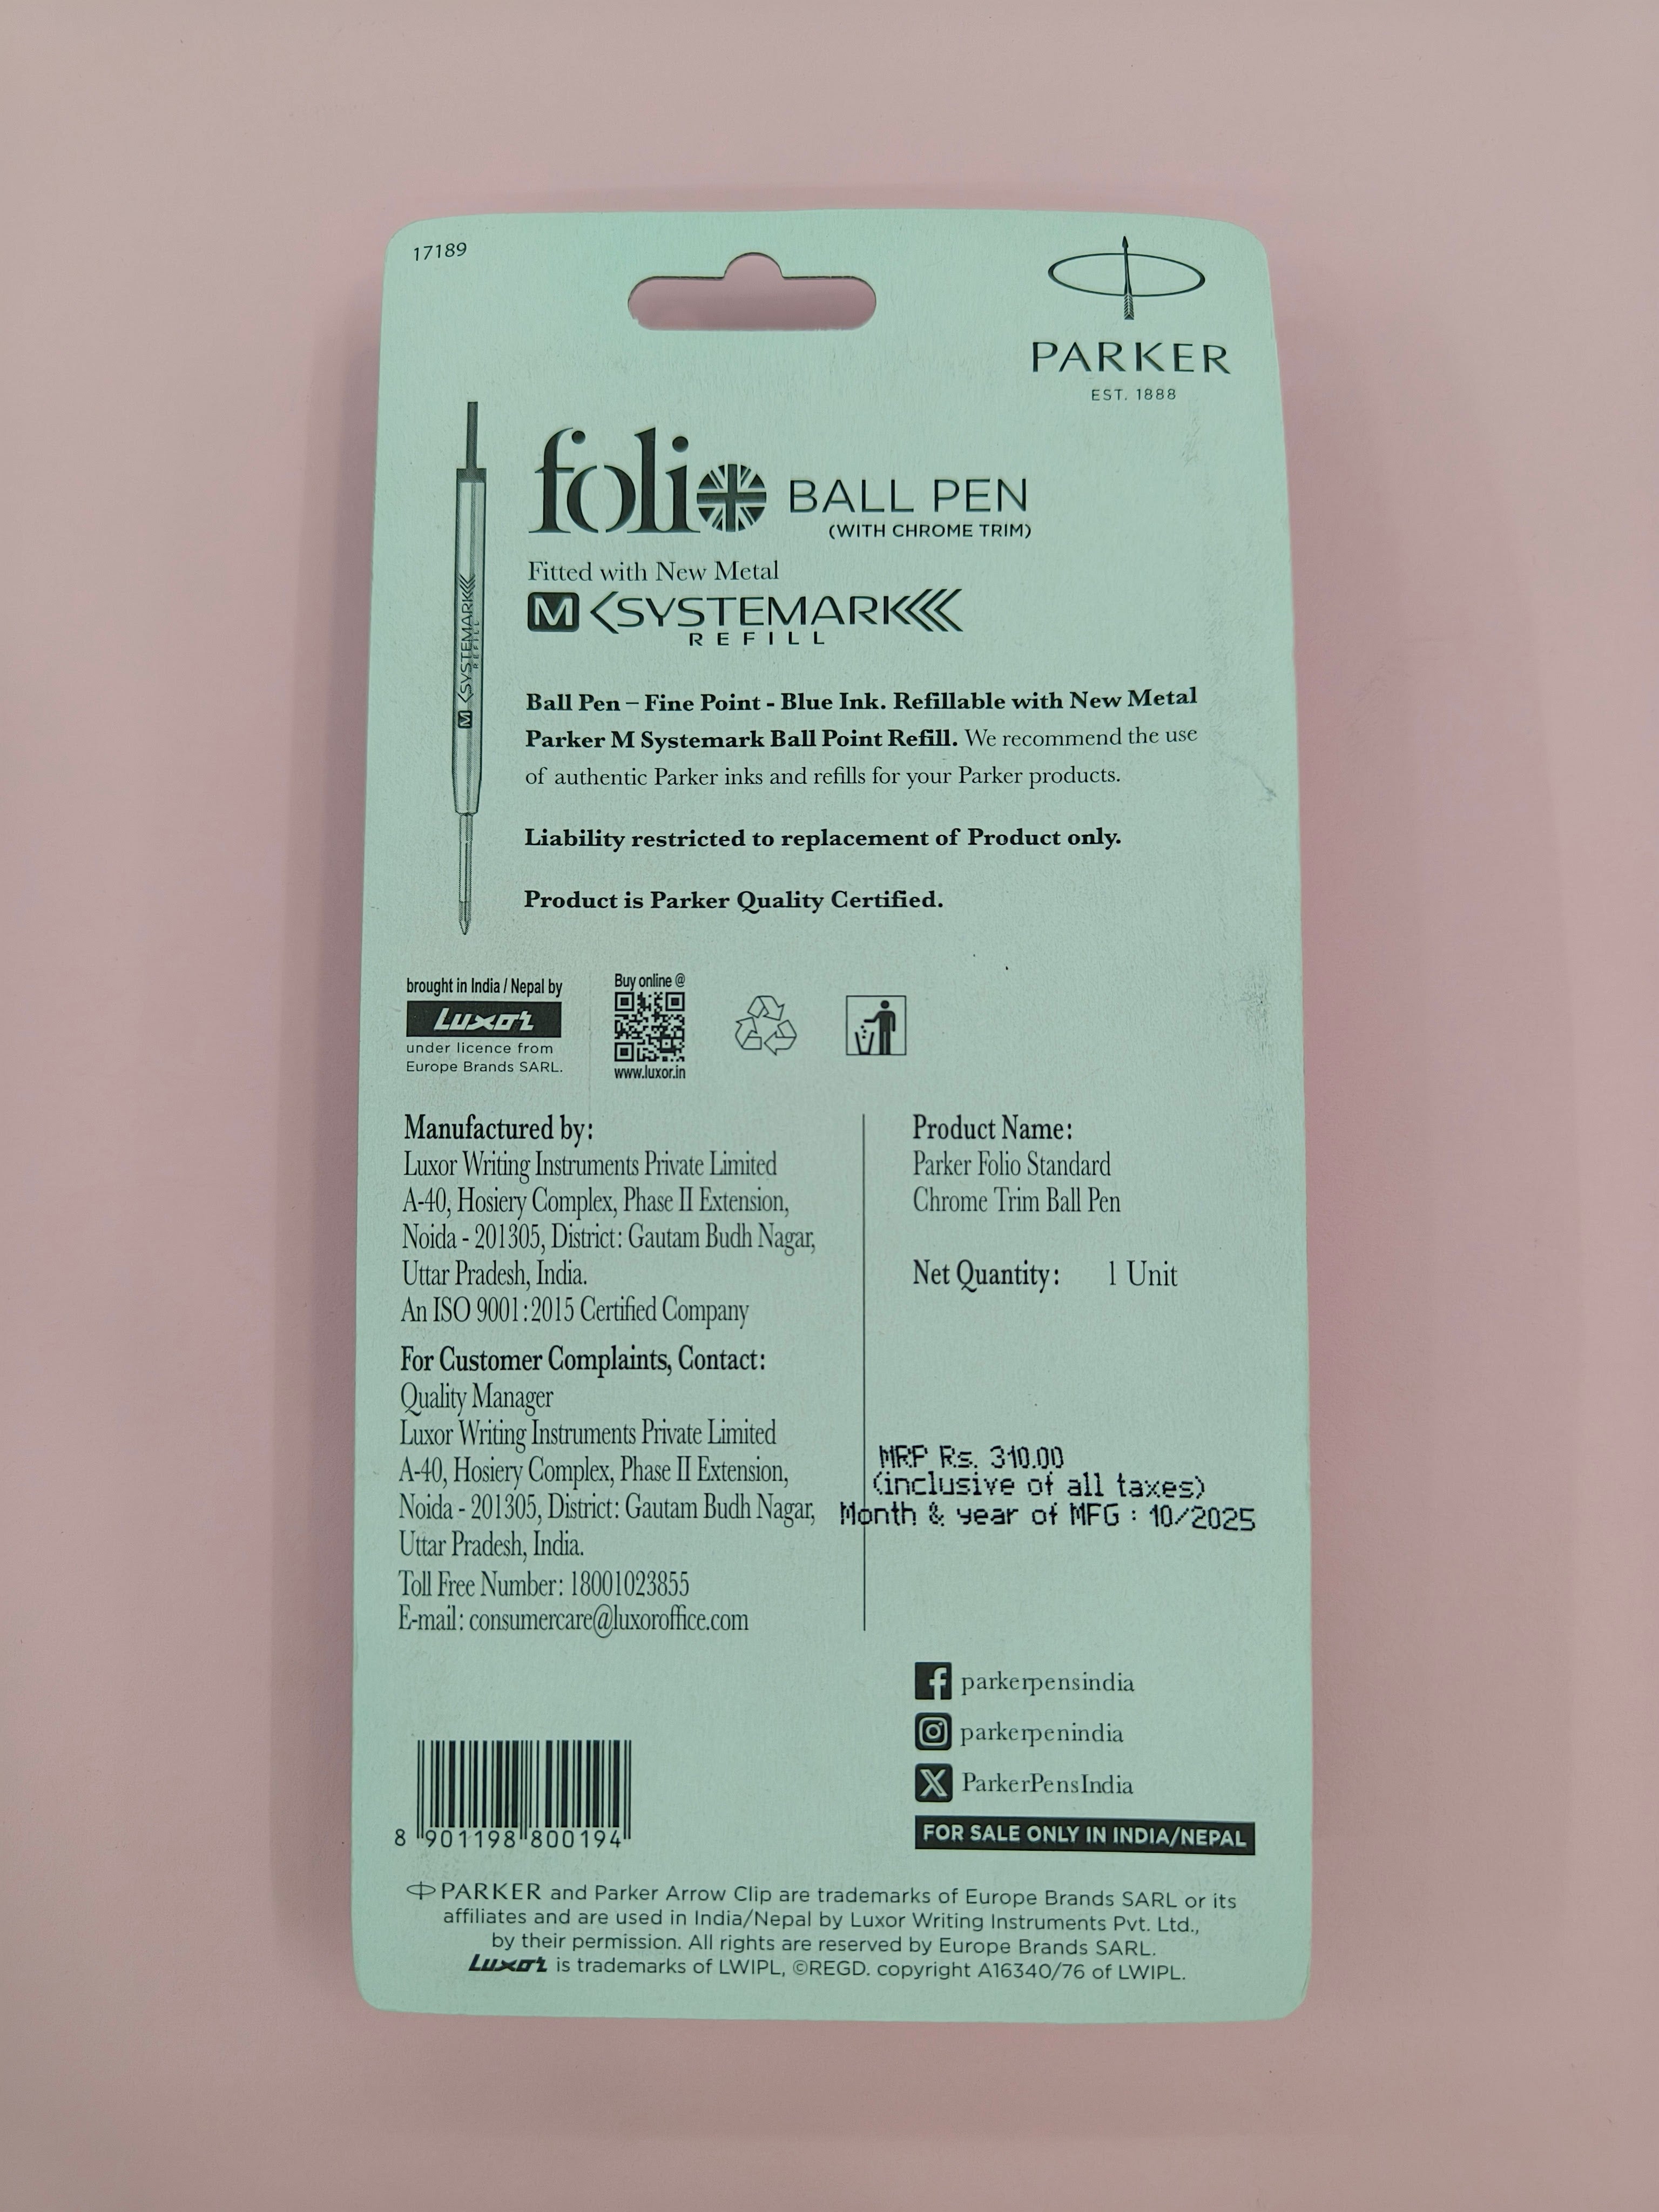 17189
PARKER
EST. 1888
folio BALL PEN
(WITH CHROME TRIM)
Fitted with New Metal
M SYSTEMARK
REFILL
M SYSTEMARK
REFILL
Ball Pen – Fine Point - Blue Ink. Refillable with New Metal
Parker M Systemark Ball Point Refill. We recommend the use
of authentic Parker inks and refills for your Parker products.
Liability restricted to replacement of Product only.
Product is Parker Quality Certified.
brought in India / Nepal by
Luxor
under licence from
Europe Brands SARL.
Buy online @
www.luxor.in
Manufactured by:
Luxor Writing Instruments Private Limited
A-40, Hosiery Complex, Phase II Extension,
Noida - 201305, District: Gautam Budh Nagar,
Uttar Pradesh, India.
An ISO 9001:2015 Certified Company
For Customer Complaints, Contact:
Quality Manager
Luxor Writing Instruments Private Limited
A-40, Hosiery Complex, Phase II Extension,
Noida - 201305, District: Gautam Budh Nagar,
Uttar Pradesh, India.
Toll Free Number: 18001023855
E-mail: consumercare@luxoroffice.com
Product Name:
Parker Folio Standard
Chrome Trim Ball Pen
Net Quantity: 1 Unit
MRP Rs. 310.00
(inclusive of all taxes)
Month & year of MFG : 10/2025
parkerpensindia
parkerpenindia
ParkerPensIndia
FOR SALE ONLY IN INDIA/NEPAL
8 901198 800194
PARKER and Parker Arrow Clip are trademarks of Europe Brands SARL or its
affiliates and are used in India/Nepal by Luxor Writing Instruments Pvt. Ltd.,
by their permission. All rights are reserved by Europe Brands SARL.
Luxor is trademarks of LWIPL, ©REGD. copyright A16340/76 of LWIPL.